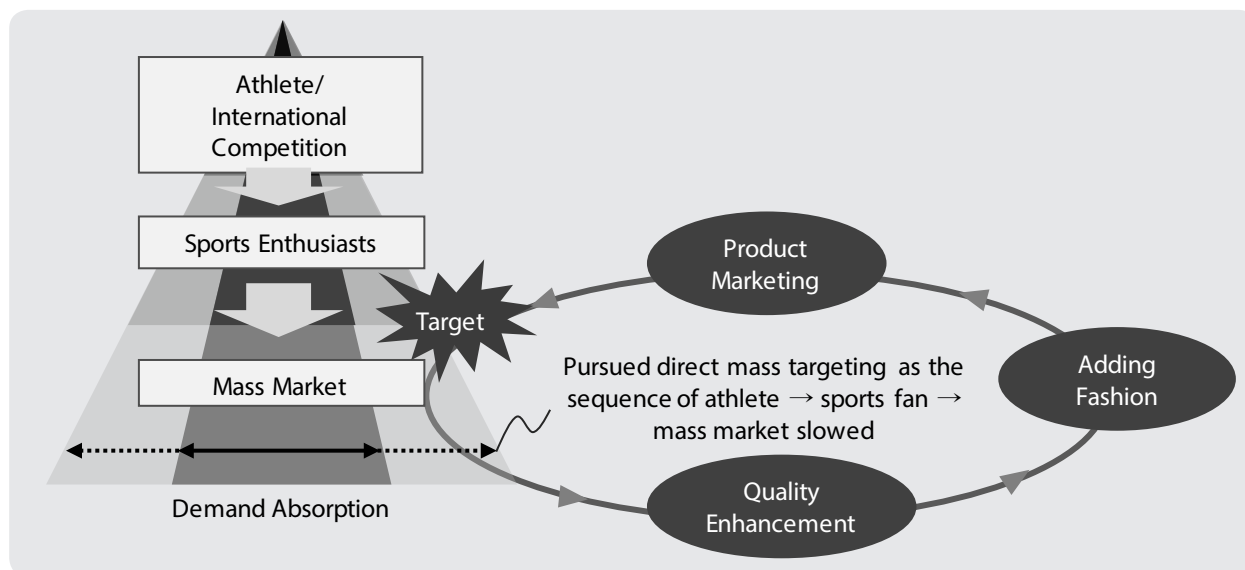 Athlete/
International
Competition
Sports Enthusiasts
Mass Market
Demand Absorption
Target
Product
Marketing
Adding
Fashion
Quality
Enhancement
Pursued direct mass targeting as the
sequence of athlete → sports fan →
mass market slowed